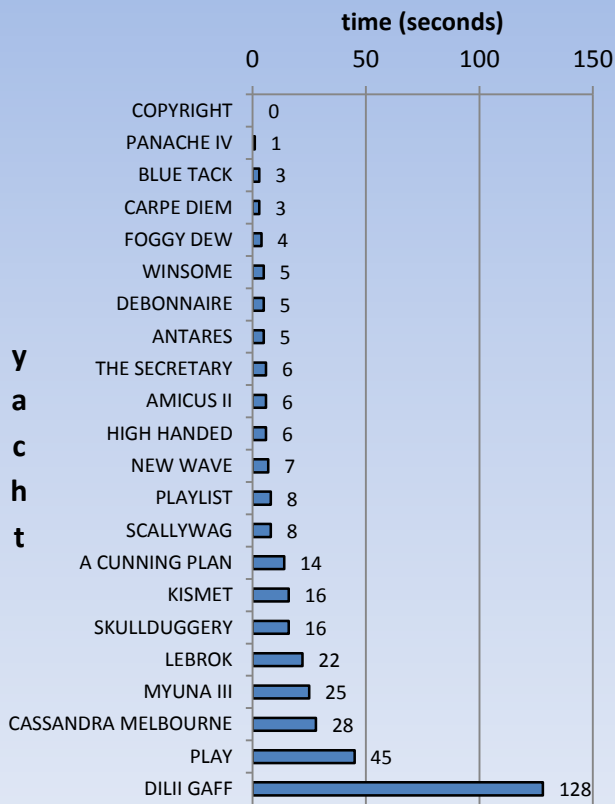 time (seconds)
0 50 100 150
COPYRIGHT 0
PANACHE IV 1
BLUE TACK 3
CARPE DIEM 3
FOGGY DEW 4
WINSOME 5
DEBONNAIRE 5
ANTARES 5
THE SECRETARY 6
AMICUS II 6
HIGH HANDED 6
NEW WAVE 7
PLAYLIST 8
SCALLYWAG 8
A CUNNING PLAN 14
KISMET 16
SKULLDUGGERY 16
LEBROK 22
MYUNA III 25
CASSANDRA MELBOURNE 28
PLAY 45
DILII GAFF 128
yacht